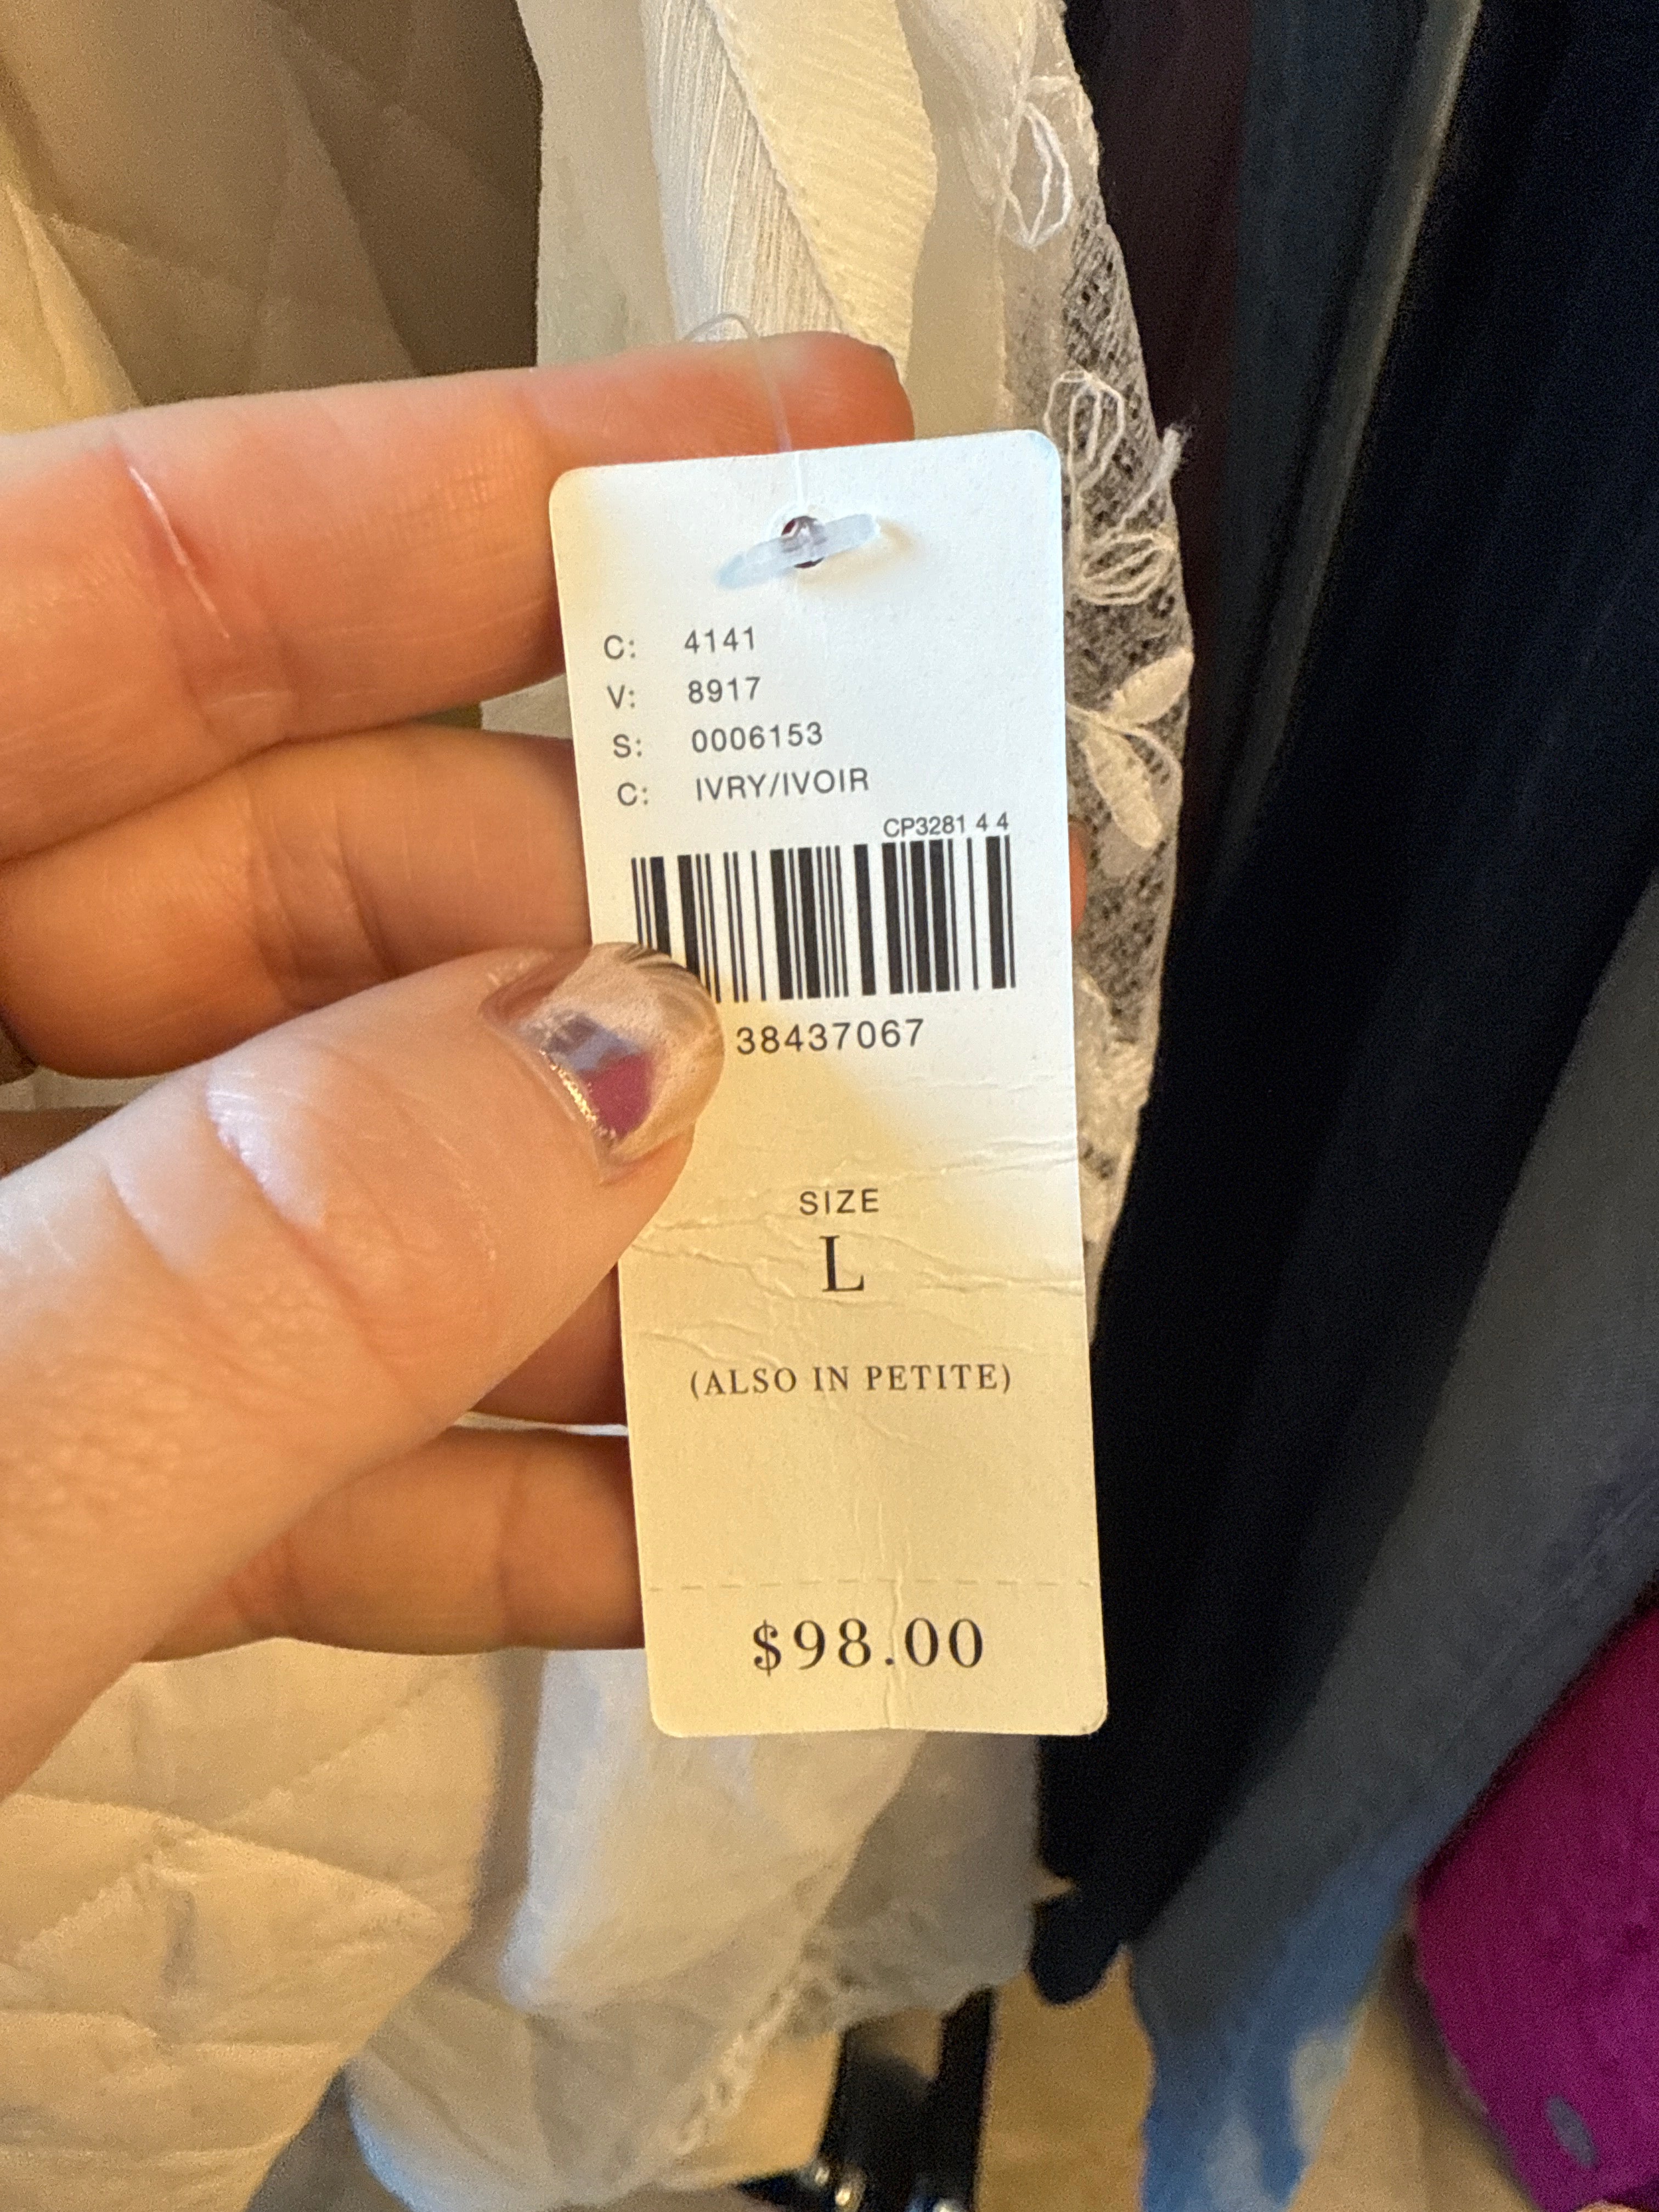 C: 4141
V: 8917
S: 0006153
C: IVRY/IVOIR
CP3281 4 4
38437067
SIZE
L
(ALSO IN PETITE)
$98.00